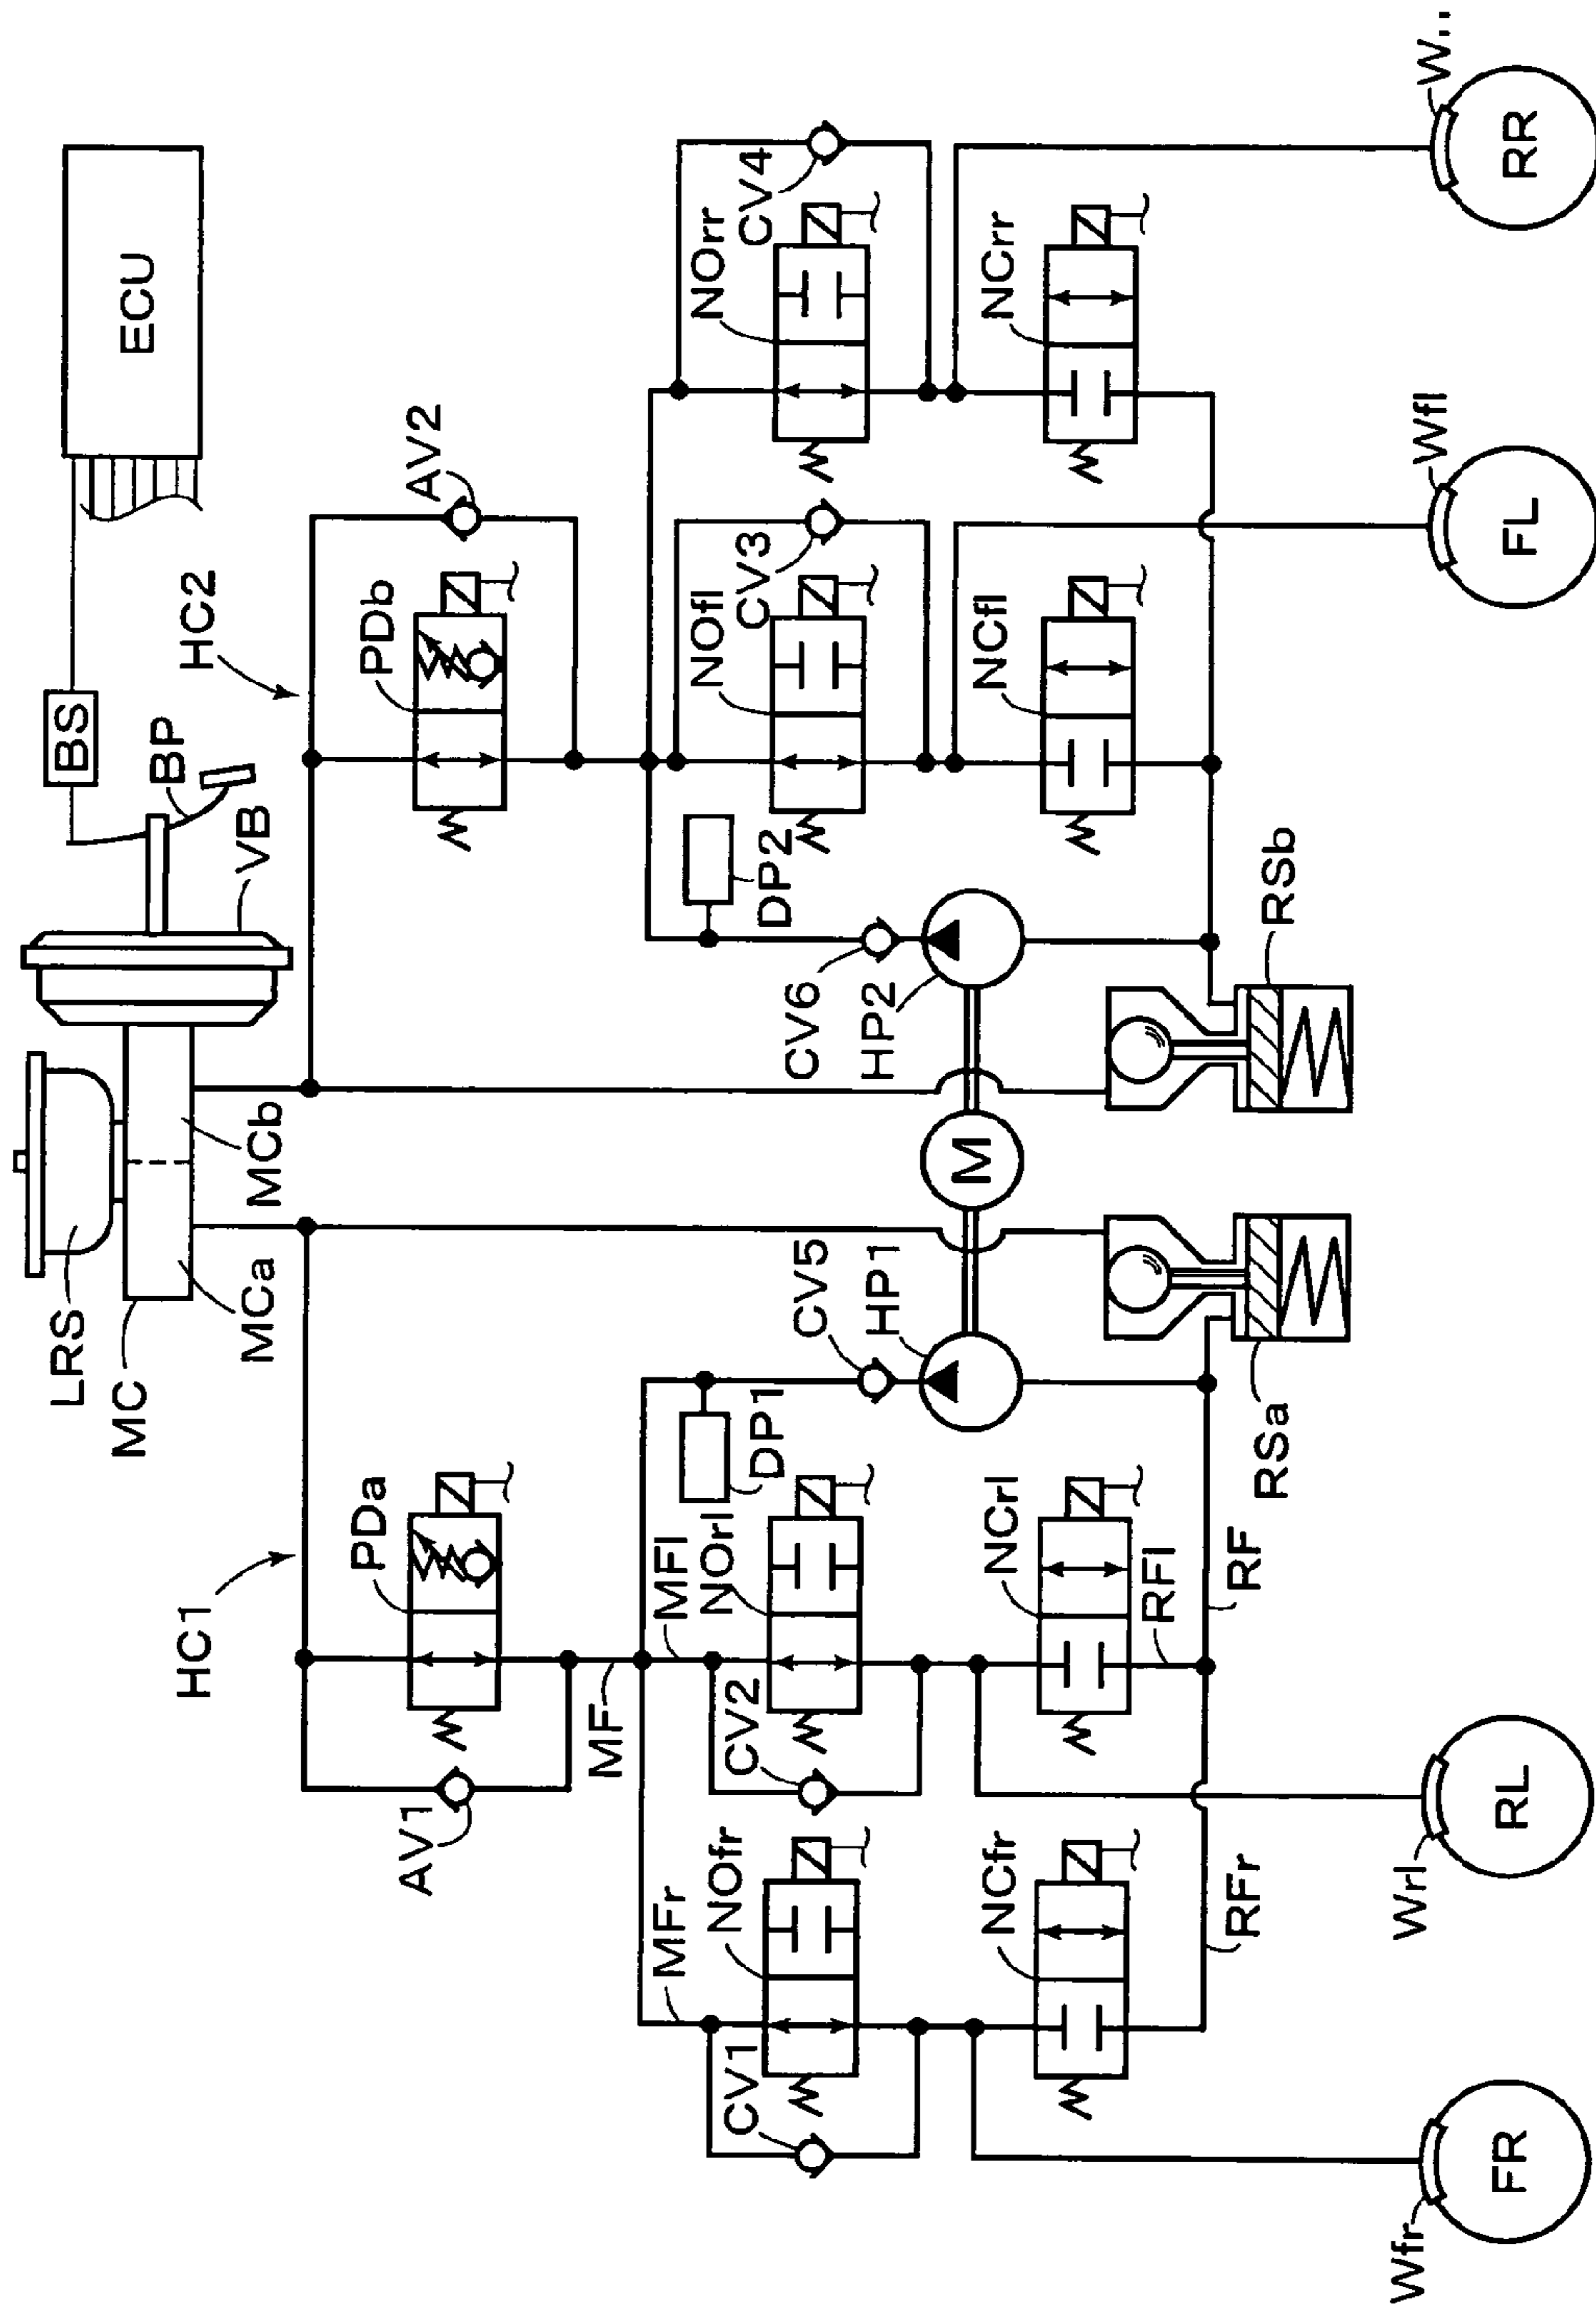 LRS
MC
MCa
MCb
VB
BP
BS
ECU
HC1
HC2
PDa
AV1
PDb
AV2
MF
MFr
MFl
DP1
DP2
CV1
NOfr
CV2
NOrl
NOfl
CV3
NOrr
CV4
CV5
HP1
M
CV6
HP2
NCfr
NCrl
NCfl
NCrr
RFr
RFl
RF
RSa
RSb
Wfr
FR
Wrl
RL
Wfl
FL
W..
RR